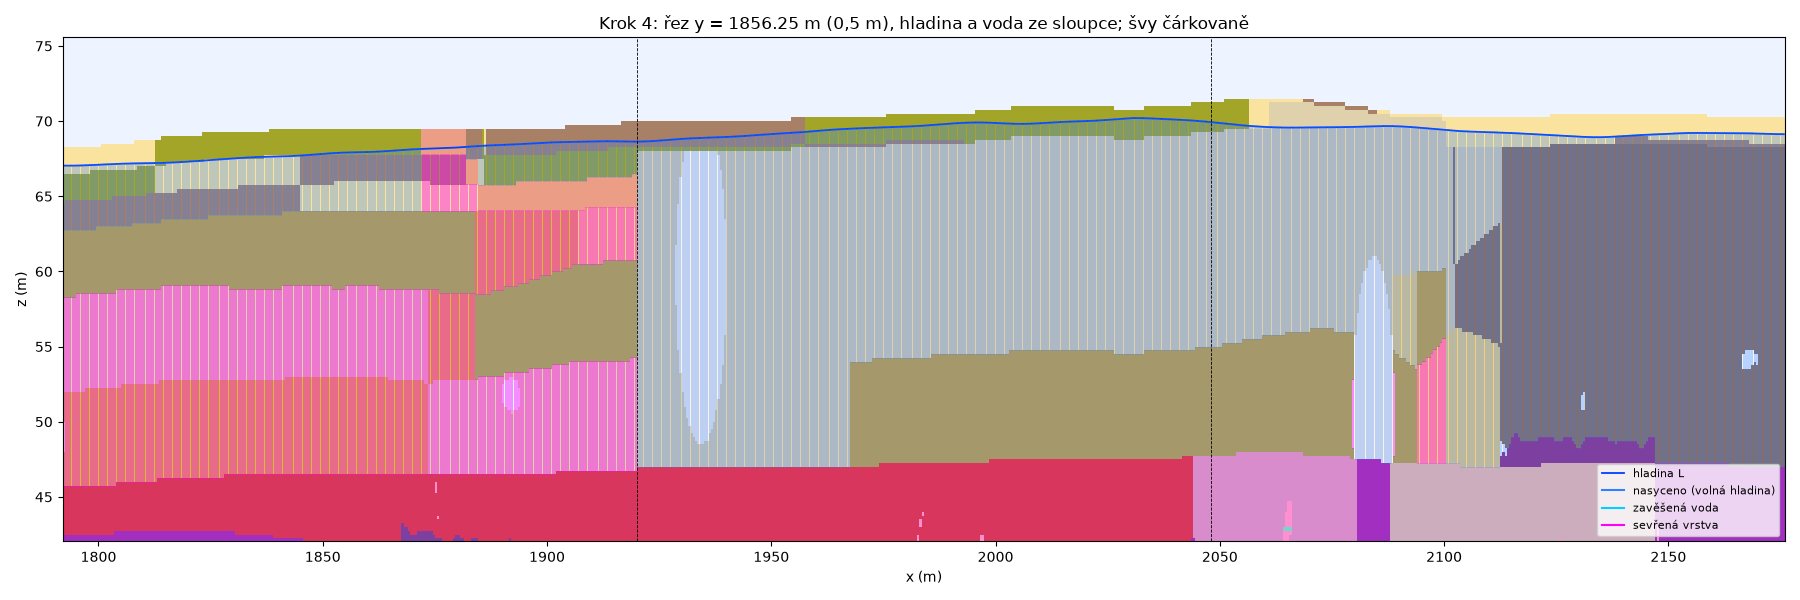 Krok 4: řez y = 1856.25 m (0,5 m), hladina a voda ze sloupce; švy čárkovaně
75
70
65
60
55
50
45
z (m)
hladina L
nasyceno (volná hladina)
zavěšená voda
sevřená vrstva
1800 1850 1900 1950 2000 2050 2100 2150
x (m)